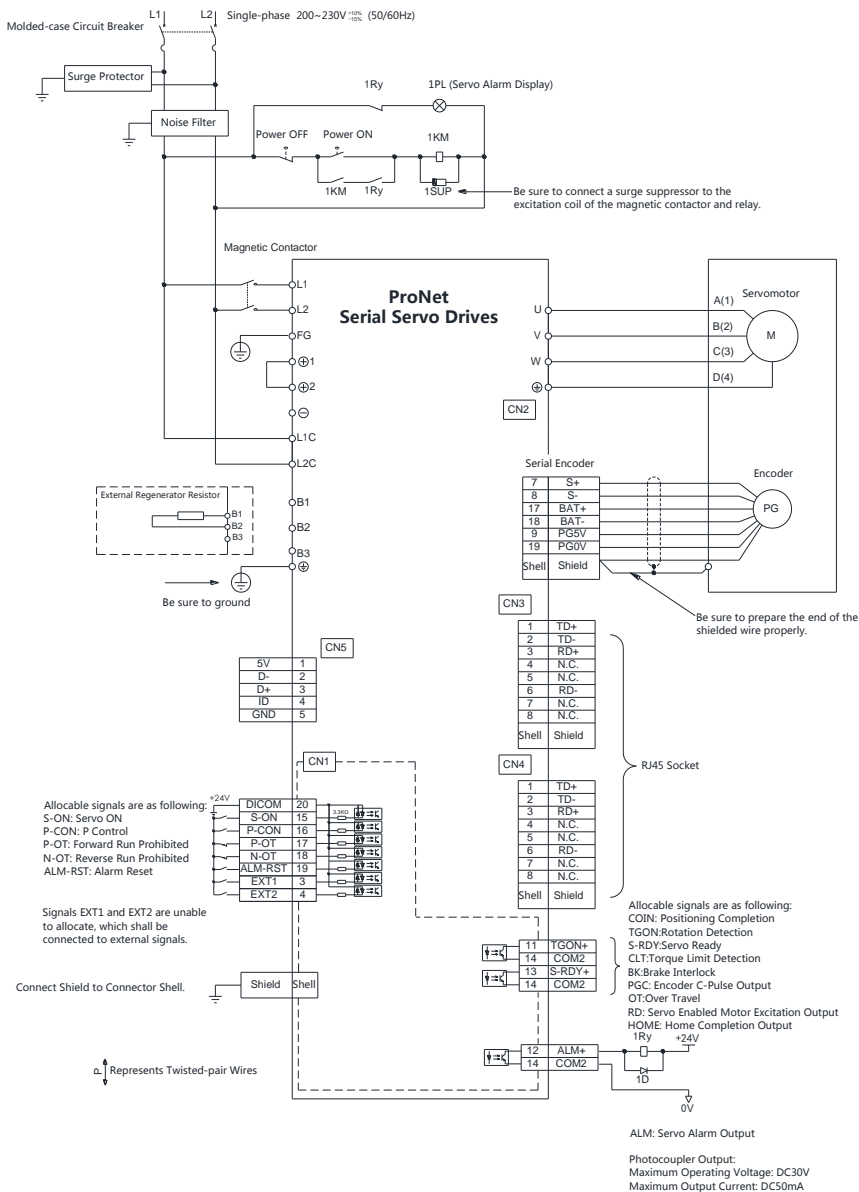 L1 L2 Single-phase 200~230V +10% -15% (50/60Hz)
Molded-case Circuit Breaker
Surge Protector
Noise Filter
1Ry 1PL (Servo Alarm Display)
Power OFF Power ON 1KM
1KM 1Ry 1SUP
Be sure to connect a surge suppressor to the
excitation coil of the magnetic contactor and relay.
Magnetic Contactor
ProNet
Serial Servo Drives
L1
L2
FG
1
2
L1C
L2C
B1
B2
B3
External Regenerator Resistor
B1
B2
B3
Be sure to ground
U
V
W
A(1)
B(2)
C(3)
D(4)
Servomotor
M
CN2
Serial Encoder
7 S+
8 S-
17 BAT+
18 BAT-
9 PG5V
19 PG0V
Shell Shield
Encoder
PG
Be sure to prepare the end of the
shielded wire properly.
CN3
1 TD+
2 TD-
3 RD+
4 N.C.
5 N.C.
6 RD-
7 N.C.
8 N.C.
Shell Shield
CN5
5V 1
D- 2
D+ 3
ID 4
GND 5
RJ45 Socket
CN4
1 TD+
2 TD-
3 RD+
4 N.C.
5 N.C.
6 RD-
7 N.C.
8 N.C.
Shell Shield
CN1
+24V
3.3KΩ
DICOM 20
S-ON 15
P-CON 16
P-OT 17
N-OT 18
ALM-RST 19
EXT1 3
EXT2 4
Allocable signals are as following:
S-ON: Servo ON
P-CON: P Control
P-OT: Forward Run Prohibited
N-OT: Reverse Run Prohibited
ALM-RST: Alarm Reset
Signals EXT1 and EXT2 are unable
to allocate, which shall be
connected to external signals.
Connect Shield to Connector Shell.
Shield Shell
P Represents Twisted-pair Wires
11 TGON+
14 COM2
13 S-RDY+
14 COM2
Allocable signals are as following:
COIN: Positioning Completion
TGON:Rotation Detection
S-RDY:Servo Ready
CLT:Torque Limit Detection
BK:Brake Interlock
PGC: Encoder C-Pulse Output
OT:Over Travel
RD: Servo Enabled Motor Excitation Output
HOME: Home Completion Output
12 ALM+
14 COM2
1Ry
+24V
1D
0V
ALM: Servo Alarm Output
Photocoupler Output:
Maximum Operating Voltage: DC30V
Maximum Output Current: DC50mA